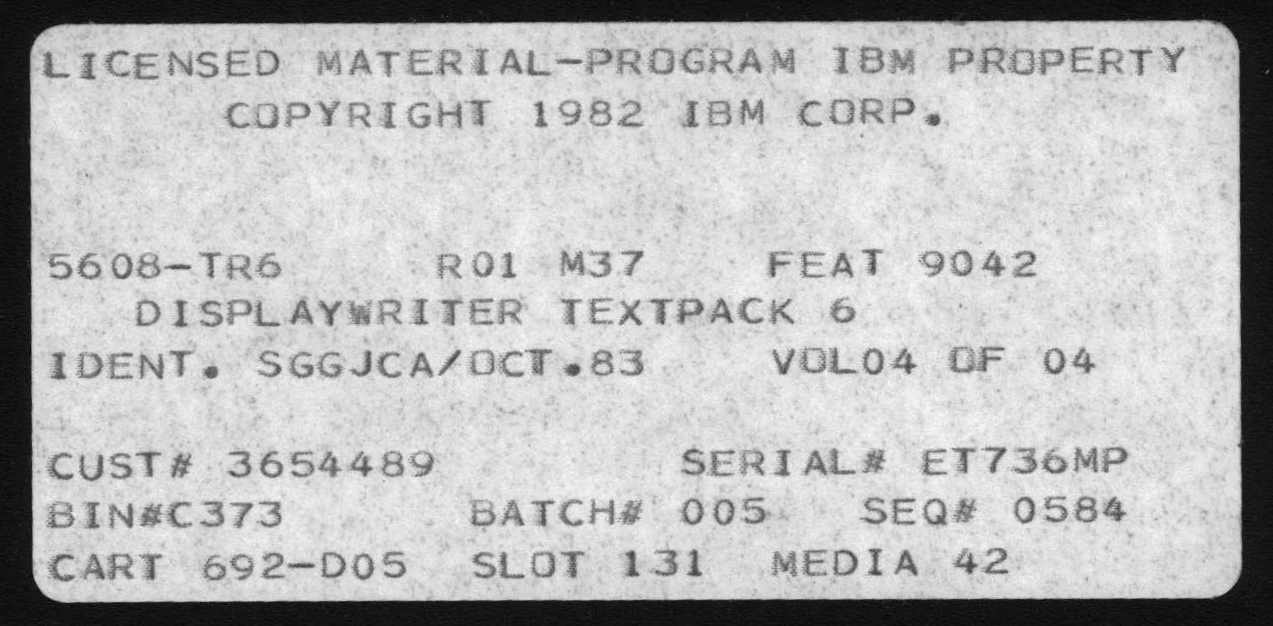 LICENSED MATERIAL-PROGRAM IBM PROPERTY
COPYRIGHT 1982 IBM CORP.
5608-TR6 R01 M37 FEAT 9042
DISPLAYWRITER TEXTPACK 6
IDENT. SGGJCA/OCT.83 VOL04 OF 04
CUST# 3654489 SERIAL# ET736MP
BIN#C373 BATCH# 005 SEQ# 0584
CART 692-D05 SLOT 131 MEDIA 42